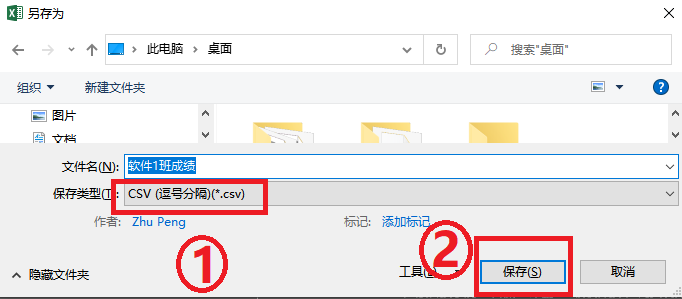 另存为
此电脑 > 桌面
搜索"桌面"
组织 新建文件夹 ?
图片
文档
文件名(N): 软件1班成绩
保存类型(T): CSV (逗号分隔)(*.csv)
作者: Zhu Peng 标记: 添加标记
① ②
隐藏文件夹 工具 保存(S) 取消